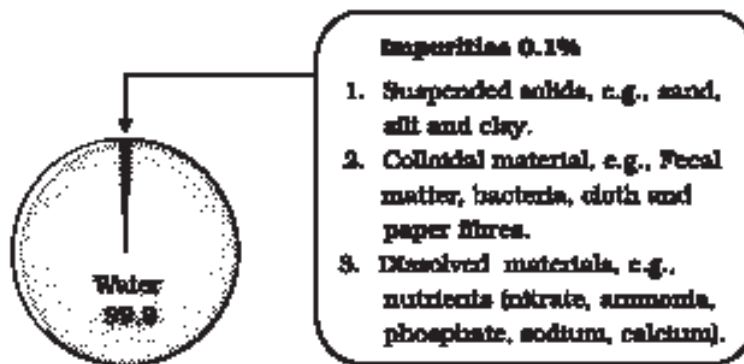 Impurities 0.1%
1. Suspended solids, e.g., sand,
silt and clay.
2. Colloidal material, e.g., Fecal
matter, bacteria, cloth and
paper fibres.
3. Dissolved materials, e.g.,
nutrients (nitrate, ammonia,
phosphate, sodium, calcium).
Water
99.9